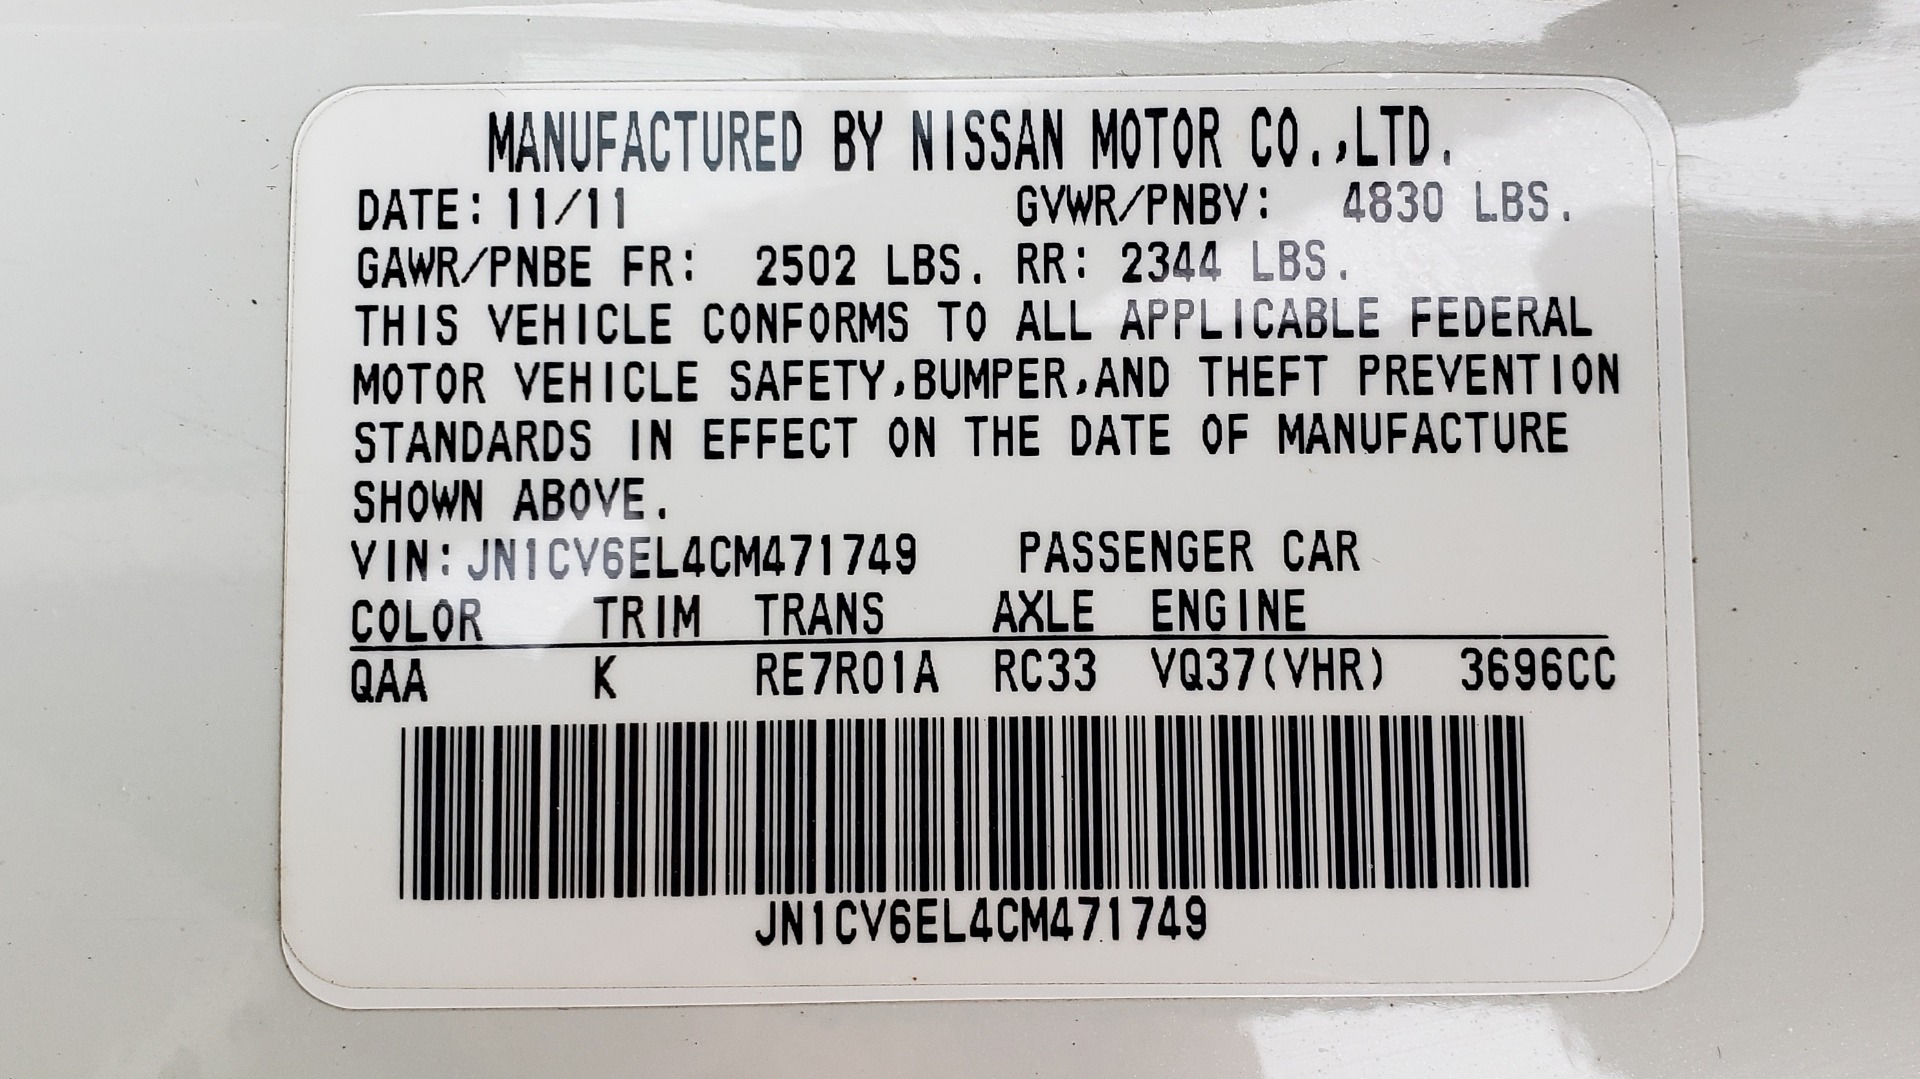 MANUFACTURED BY NISSAN MOTOR CO.,LTD.
DATE: 11/11 GVWR/PNBV: 4830 LBS.
GAWR/PNBE FR: 2502 LBS. RR: 2344 LBS.
THIS VEHICLE CONFORMS TO ALL APPLICABLE FEDERAL
MOTOR VEHICLE SAFETY,BUMPER,AND THEFT PREVENTION
STANDARDS IN EFFECT ON THE DATE OF MANUFACTURE
SHOWN ABOVE.
VIN: JN1CV6EL4CM471749 PASSENGER CAR
COLOR TRIM TRANS AXLE ENGINE
QAA K RE7R01A RC33 VQ37(VHR) 3696CC
JN1CV6EL4CM471749